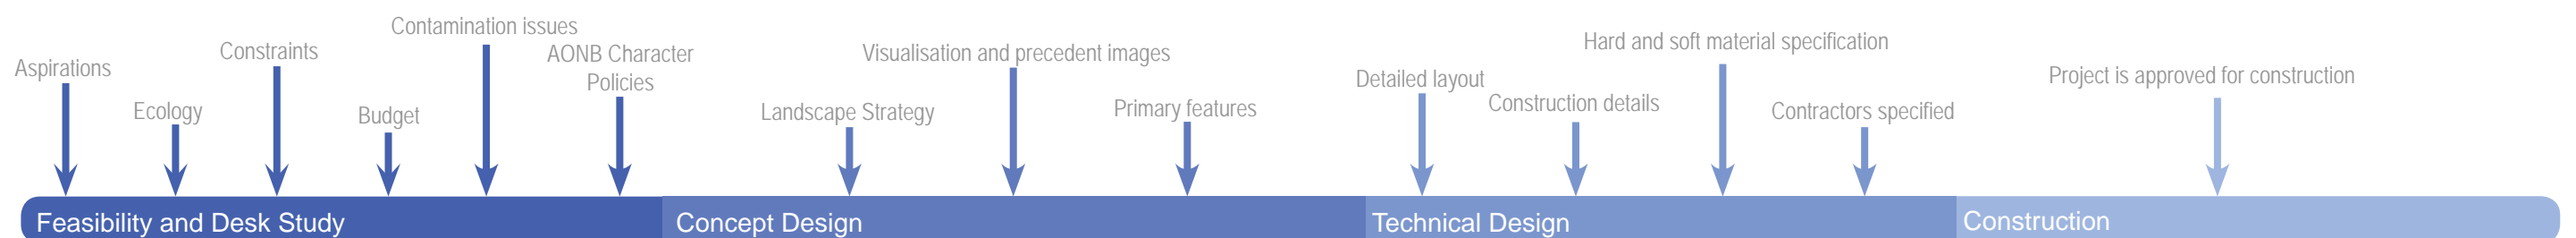 Aspirations
Ecology
Constraints
Budget
Contamination issues
AONB Character
Policies
Landscape Strategy
Visualisation and precedent images
Primary features
Detailed layout
Construction details
Hard and soft material specification
Contractors specified
Project is approved for construction
Feasibility and Desk Study
Concept Design
Technical Design
Construction